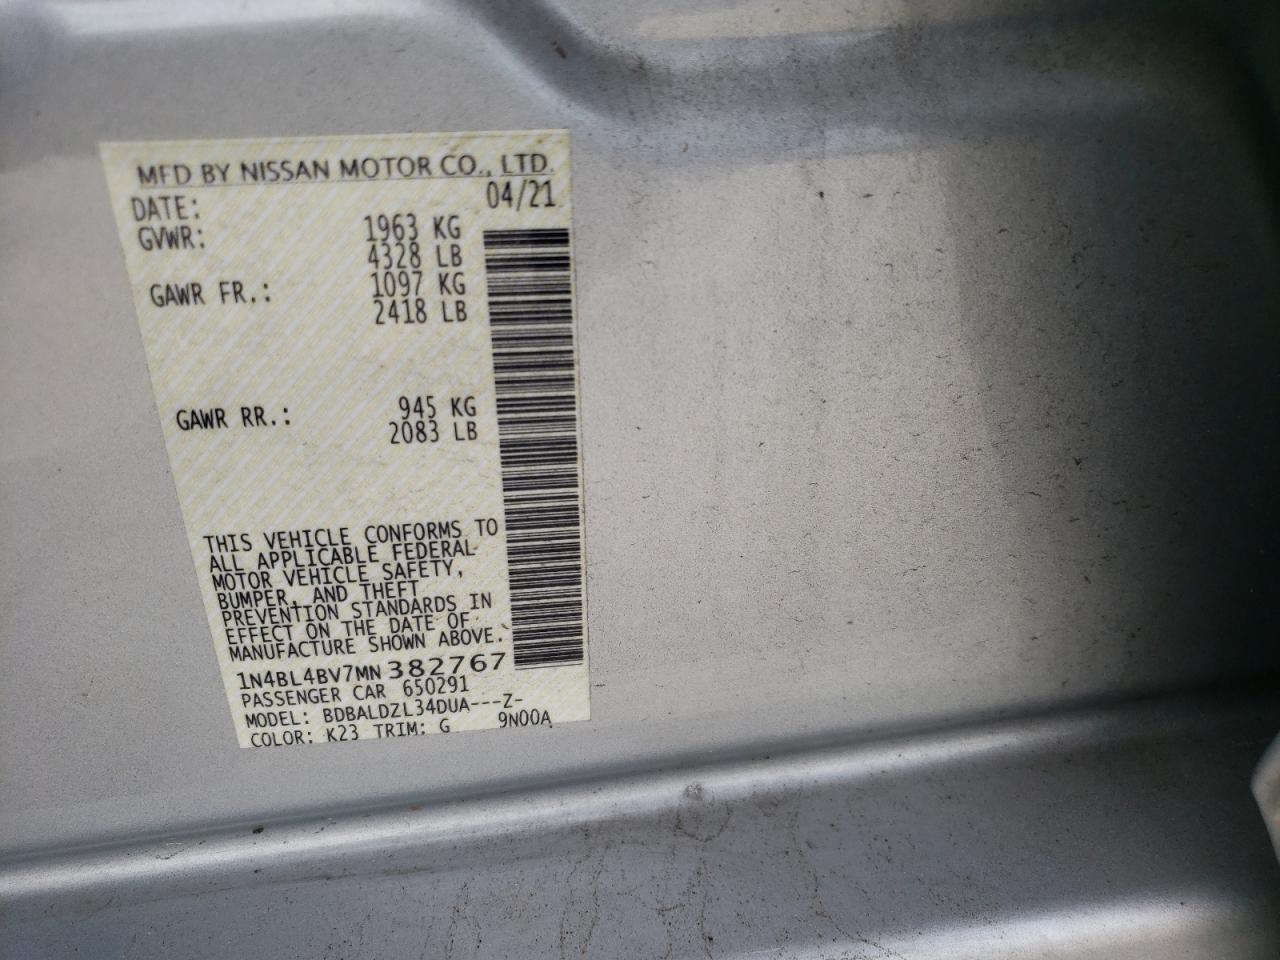 MFD BY NISSAN MOTOR CO., LTD.
DATE: 04/21
GVWR: 1963 KG
4328 LB
GAWR FR.: 1097 KG
2418 LB
GAWR RR.: 945 KG
2083 LB
THIS VEHICLE CONFORMS TO
ALL APPLICABLE FEDERAL
MOTOR VEHICLE SAFETY,
BUMPER, AND THEFT
PREVENTION STANDARDS IN
EFFECT ON THE DATE OF
MANUFACTURE SHOWN ABOVE.
1N4BL4BV7MN382767
PASSENGER CAR 650291
MODEL: BDBALDZL34DUA---Z-
COLOR: K23 TRIM: G 9N00A